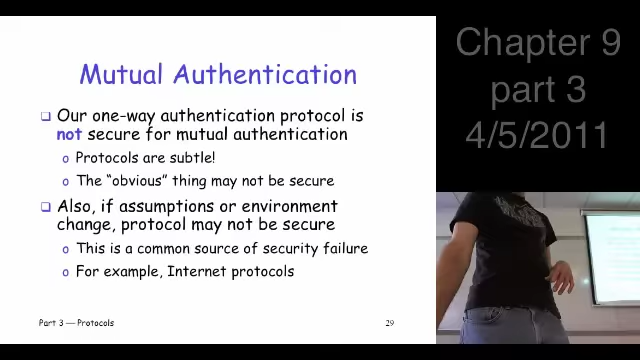 Mutual Authentication
❑ Our one-way authentication protocol is
not secure for mutual authentication
o Protocols are subtle!
o The “obvious” thing may not be secure
❑ Also, if assumptions or environment
change, protocol may not be secure
o This is a common source of security failure
o For example, Internet protocols
Part 3 — Protocols
29
Chapter 9
part 3
4/5/2011